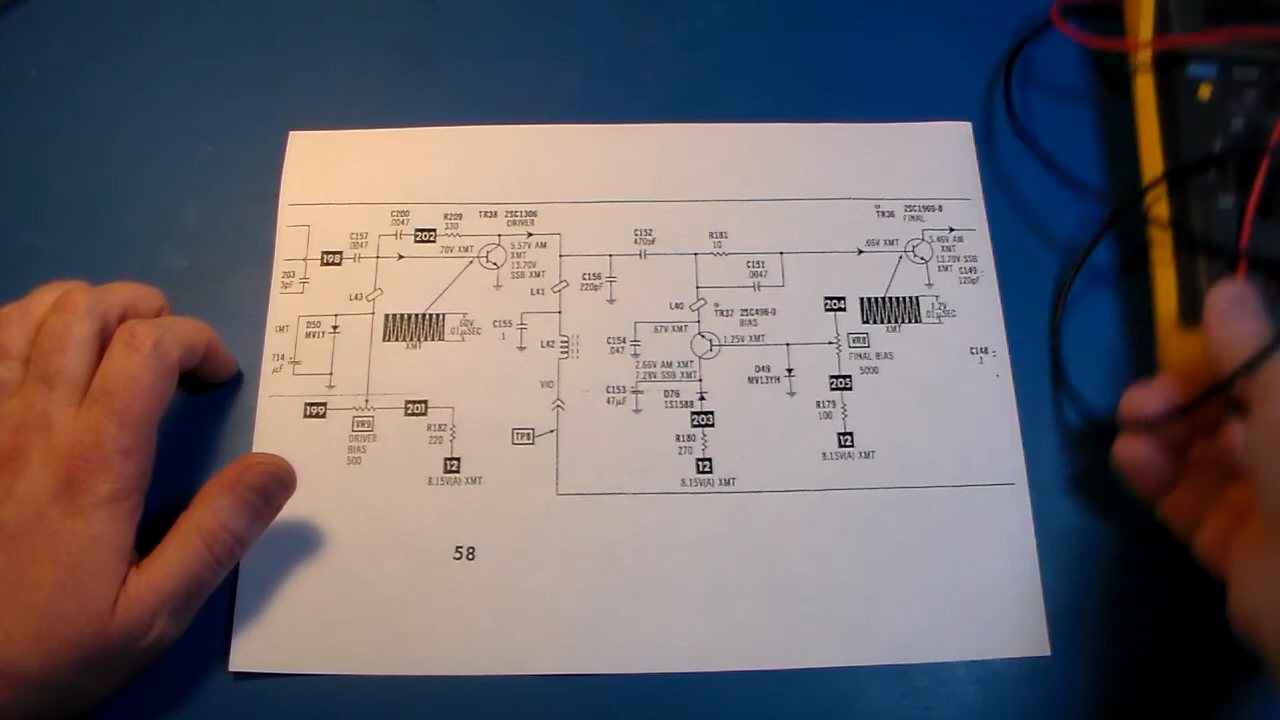 C200
.0047
R209
330
TR38 2SC1306
DRIVER
C157
.0047
202
198
.70V XMT
5.57V AM
XMT
13.70V
SSB XMT
203
3pF
L43
D50
MV1Y
60V
.01µSEC
XMT
199
VR9
DRIVER
BIAS
500
201
R182
220
12
8.15V(A) XMT
C152
470pF
R181
10
C156
220pF
L41
C155
.1
L42
TP8
C151
.0047
L40
TR37 2SC496-O
BIAS
.67V XMT
1.25V XMT
C154
.047
2.66V AM XMT
7.29V SSB XMT
C153
47µF
D76
1S1588
203
R180
270
12
8.15V(A) XMT
D49
MV13YH
TR36 2SC1969-B
FINAL
.65V XMT
5.46V AM
XMT
13.70V SSB
XMT
C149
120pF
204
1.2V
.01µSEC
XMT
VR8
FINAL BIAS
5000
205
R179
100
12
8.15V(A) XMT
C148
.1
58